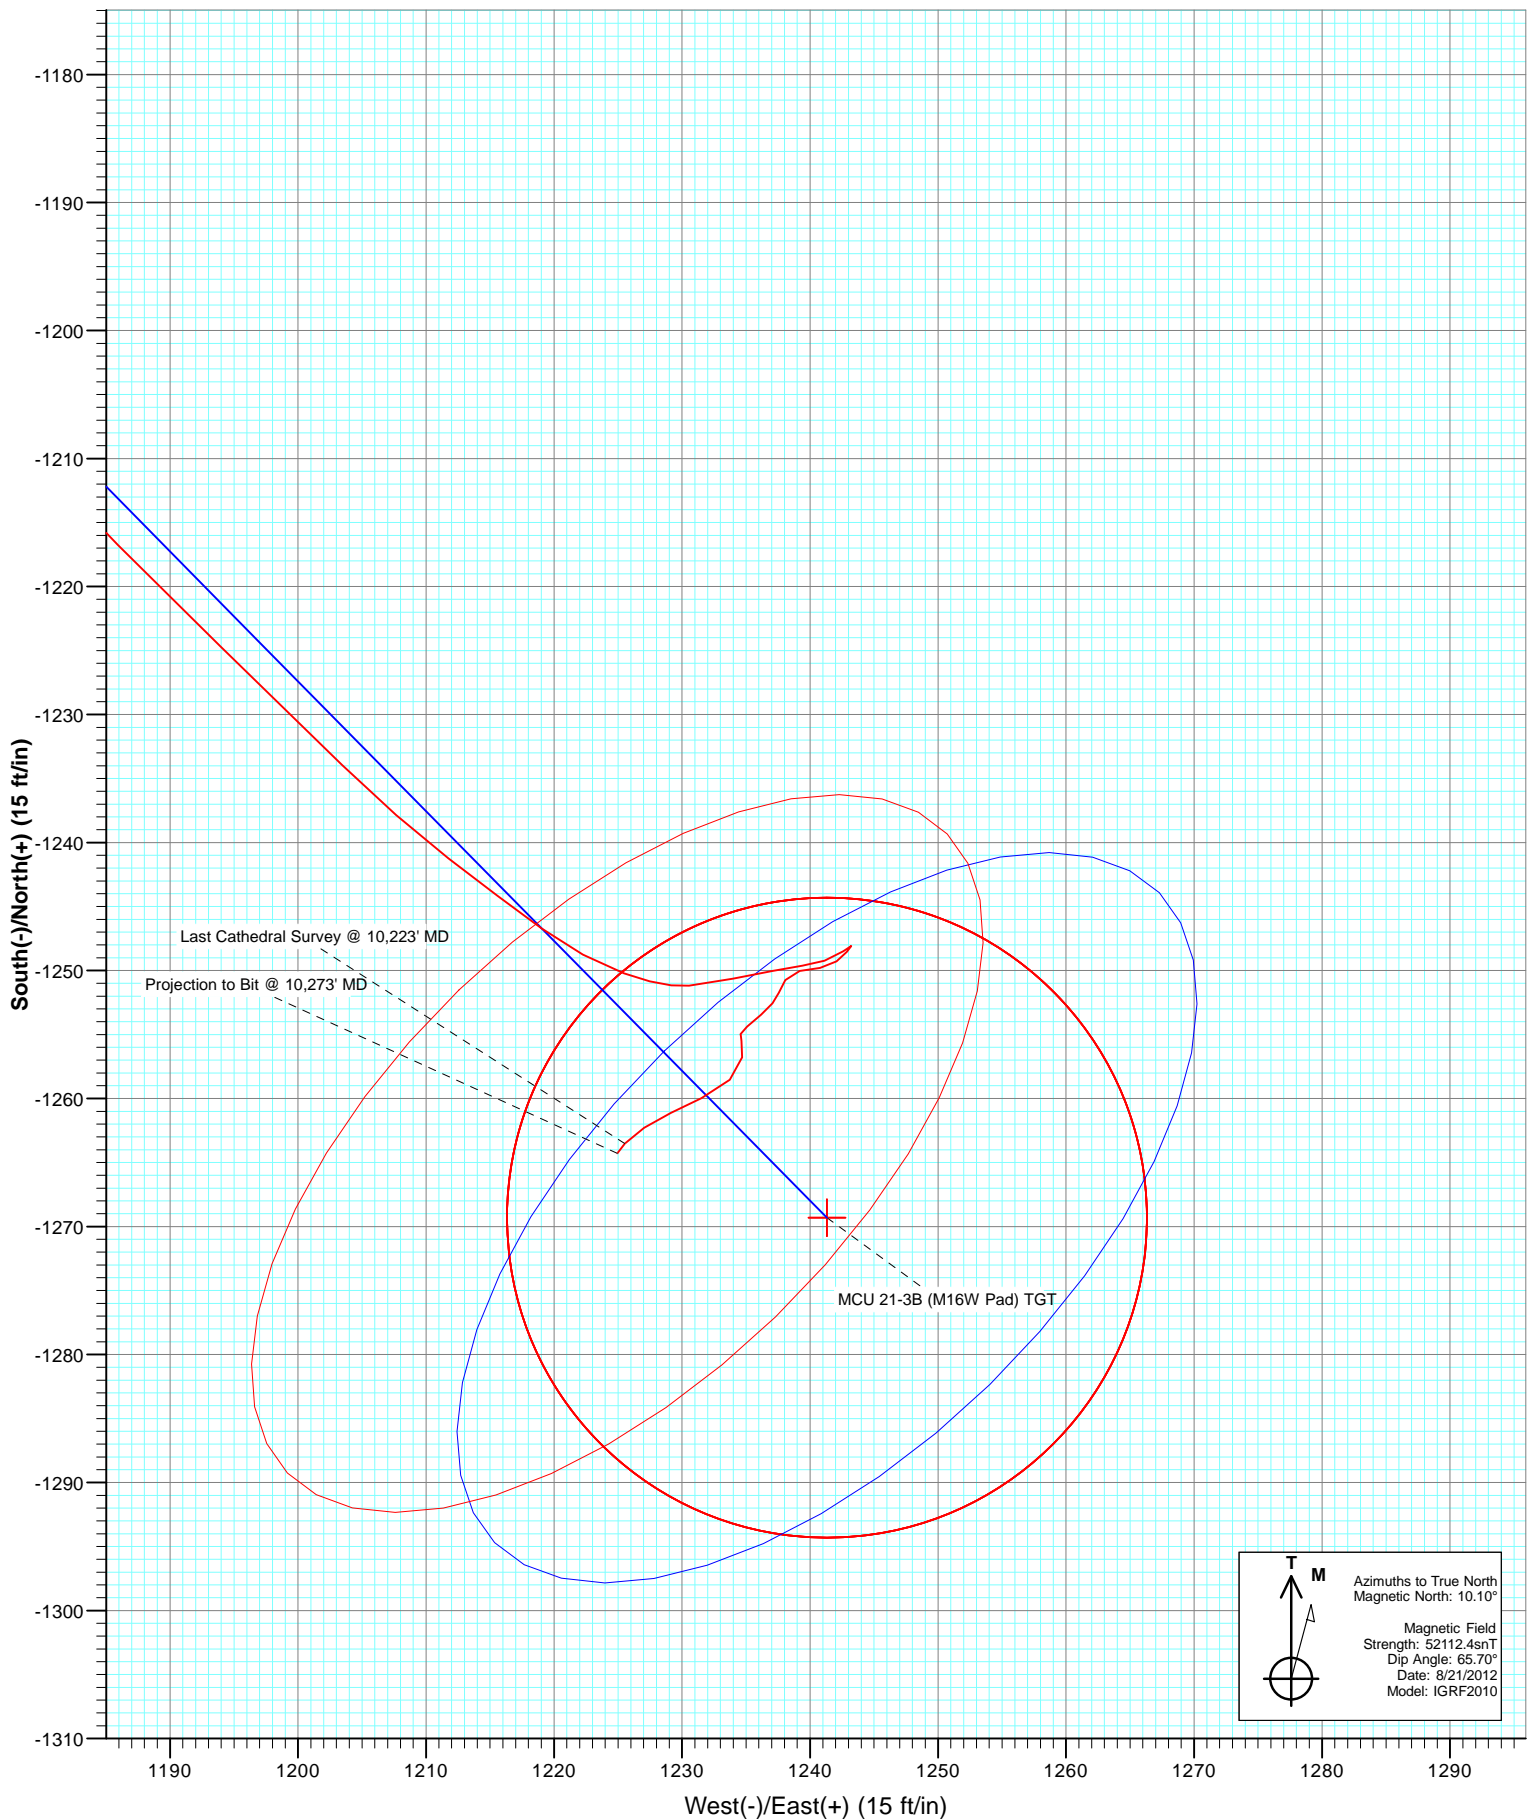 -1180
-1190
-1200
-1210
-1220
-1230
-1240
-1250
-1260
-1270
-1280
-1290
-1300
-1310
South(-)/North(+) (15 ft/in)
Last Cathedral Survey @ 10,223' MD
Projection to Bit @ 10,273' MD
MCU 21-3B (M16W Pad) TGT
T
M
Azimuths to True North
Magnetic North: 10.10°
Magnetic Field
Strength: 52112.4snT
Dip Angle: 65.70°
Date: 8/21/2012
Model: IGRF2010
1190 1200 1210 1220 1230 1240 1250 1260 1270 1280 1290
West(-)/East(+) (15 ft/in)